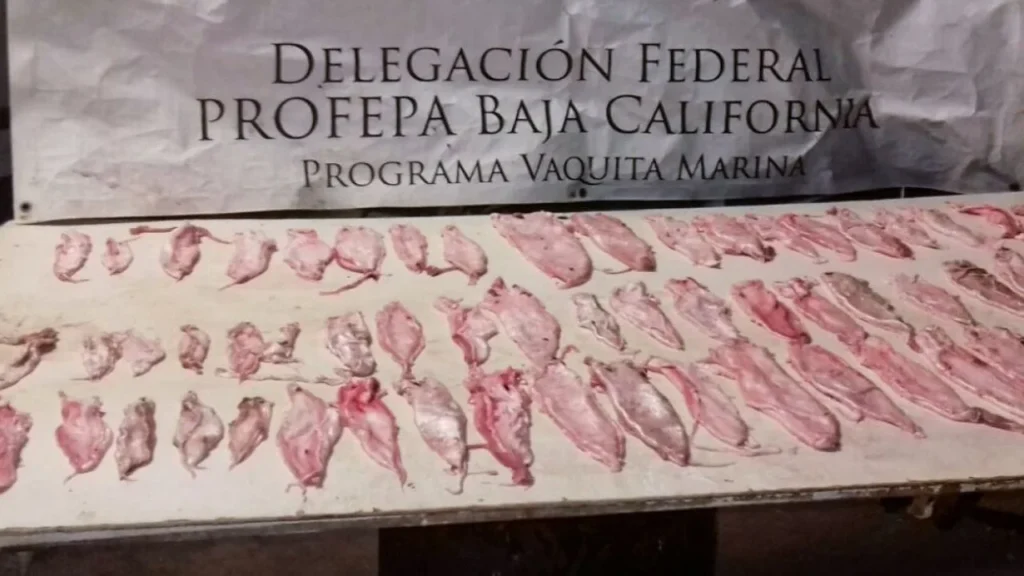 DELEGACIÓN FEDERAL
PROFEPA BAJA CALIFORNIA
PROGRAMA VAQUITA MARINA